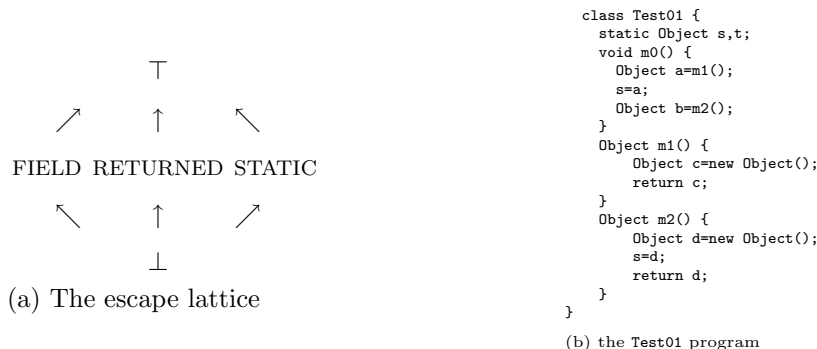 ⊤
↗ ↑ ↖
FIELD RETURNED STATIC
↖ ↑ ↗
⊥
(a) The escape lattice
class Test01 {
static Object s,t;
void m0() {
Object a=m1();
s=a;
Object b=m2();
}
Object m1() {
Object c=new Object();
return c;
}
Object m2() {
Object d=new Object();
s=d;
return d;
}
}
(b) the Test01 program